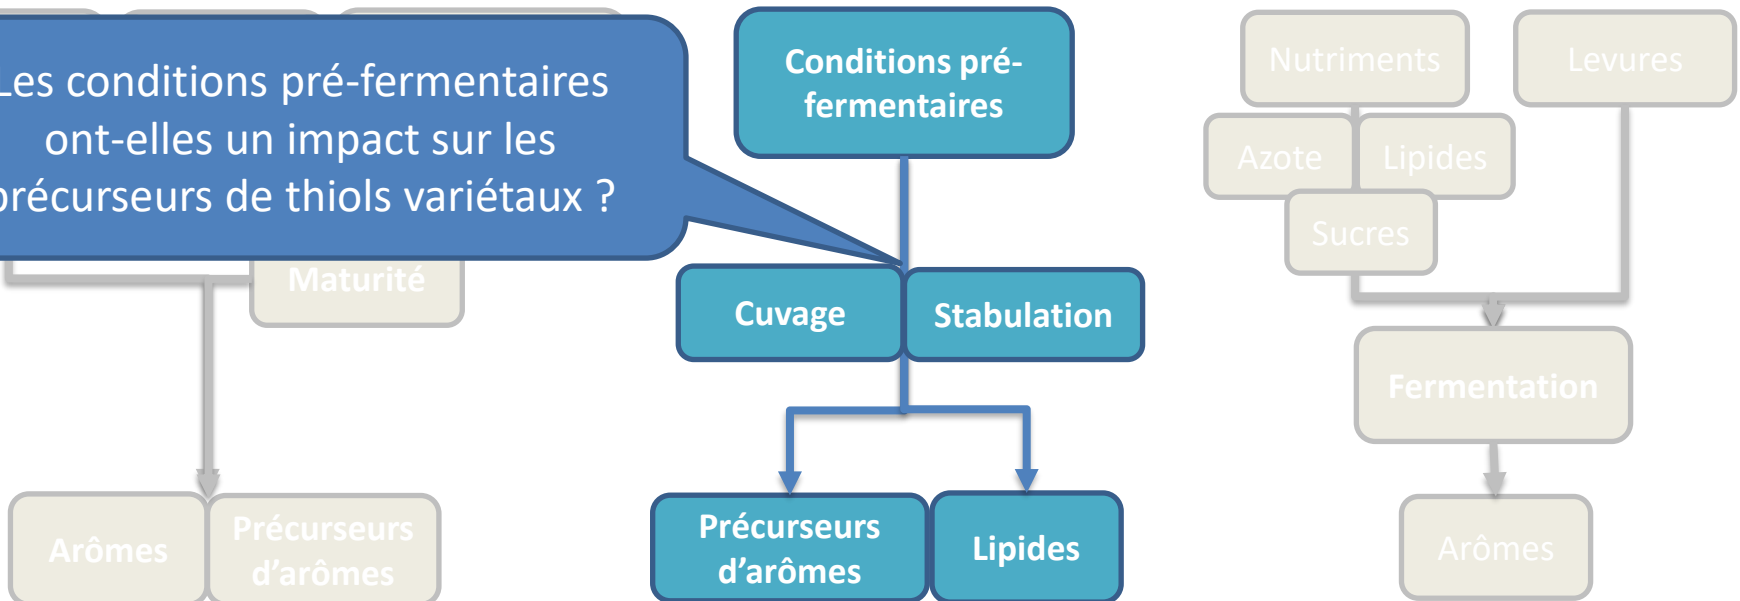 Les conditions pré-fermentaires
ont-elles un impact sur les
précurseurs de thiols variétaux ?
Maturité
Arômes
Précurseurs
d’arômes
Conditions pré-
fermentaires
Cuvage
Stabulation
Précurseurs
d’arômes
Lipides
Nutriments
Levures
Azote
Lipides
Sucres
Fermentation
Arômes